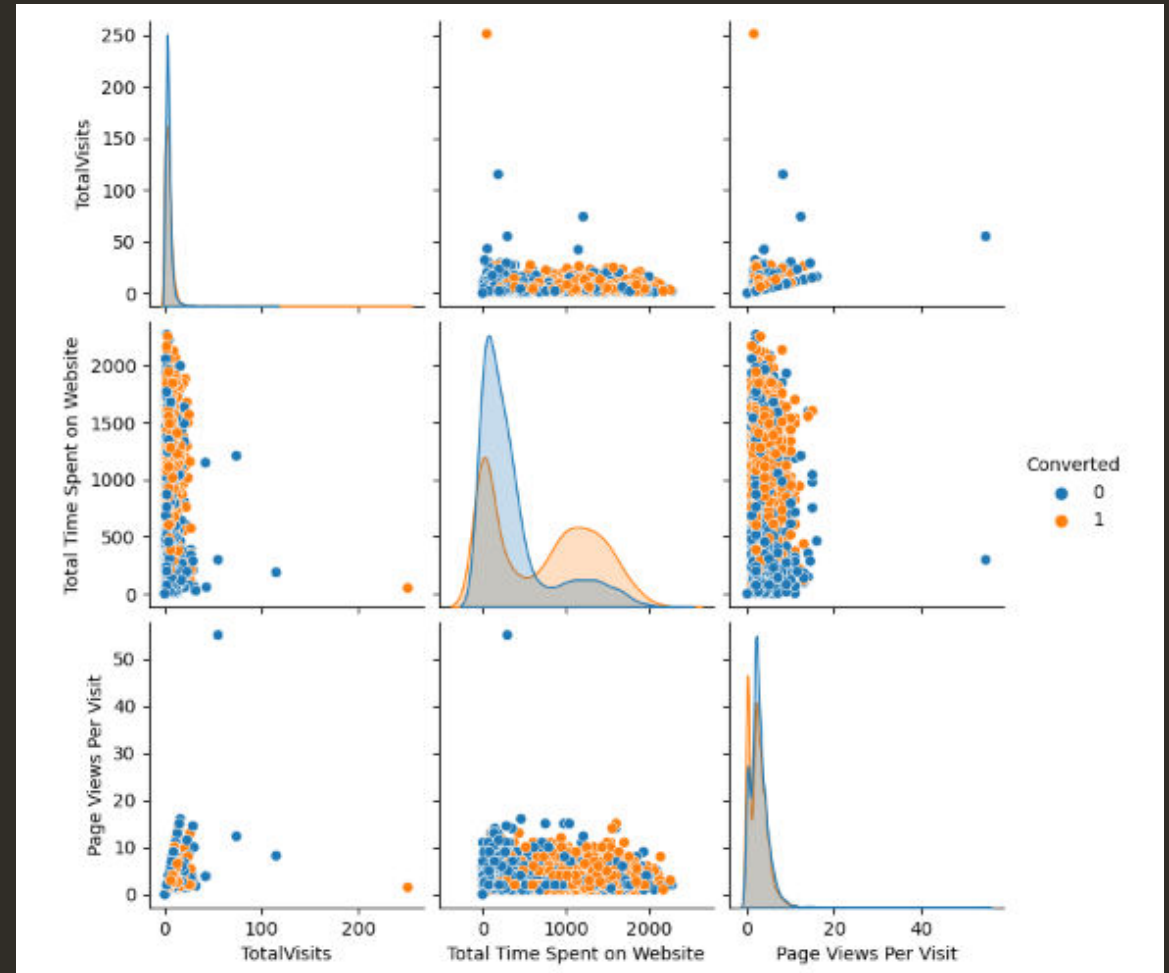 250
200
150
100
50
0
TotalVisits
2000
1500
1000
500
0
Total Time Spent on Website
Converted
0
1
50
40
30
20
10
0
Page Views Per Visit
0 100 200
TotalVisits
0 1000 2000
Total Time Spent on Website
0 20 40
Page Views Per Visit